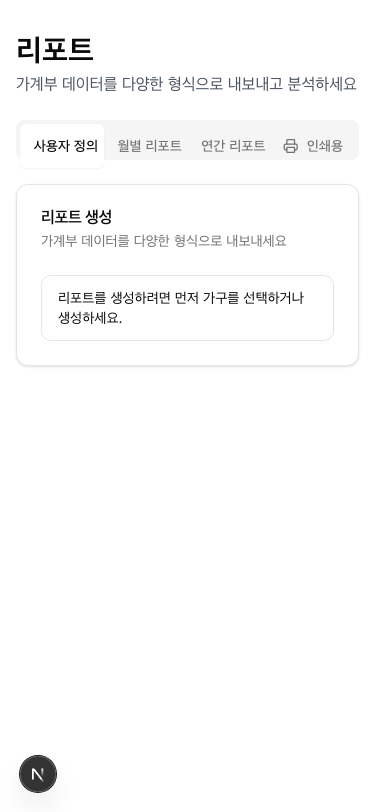 리포트
가계부 데이터를 다양한 형식으로 내보내고 분석하세요
사용자 정의
월별 리포트
연간 리포트
인쇄용
리포트 생성
가계부 데이터를 다양한 형식으로 내보내세요
리포트를 생성하려면 먼저 가구를 선택하거나
생성하세요.
N